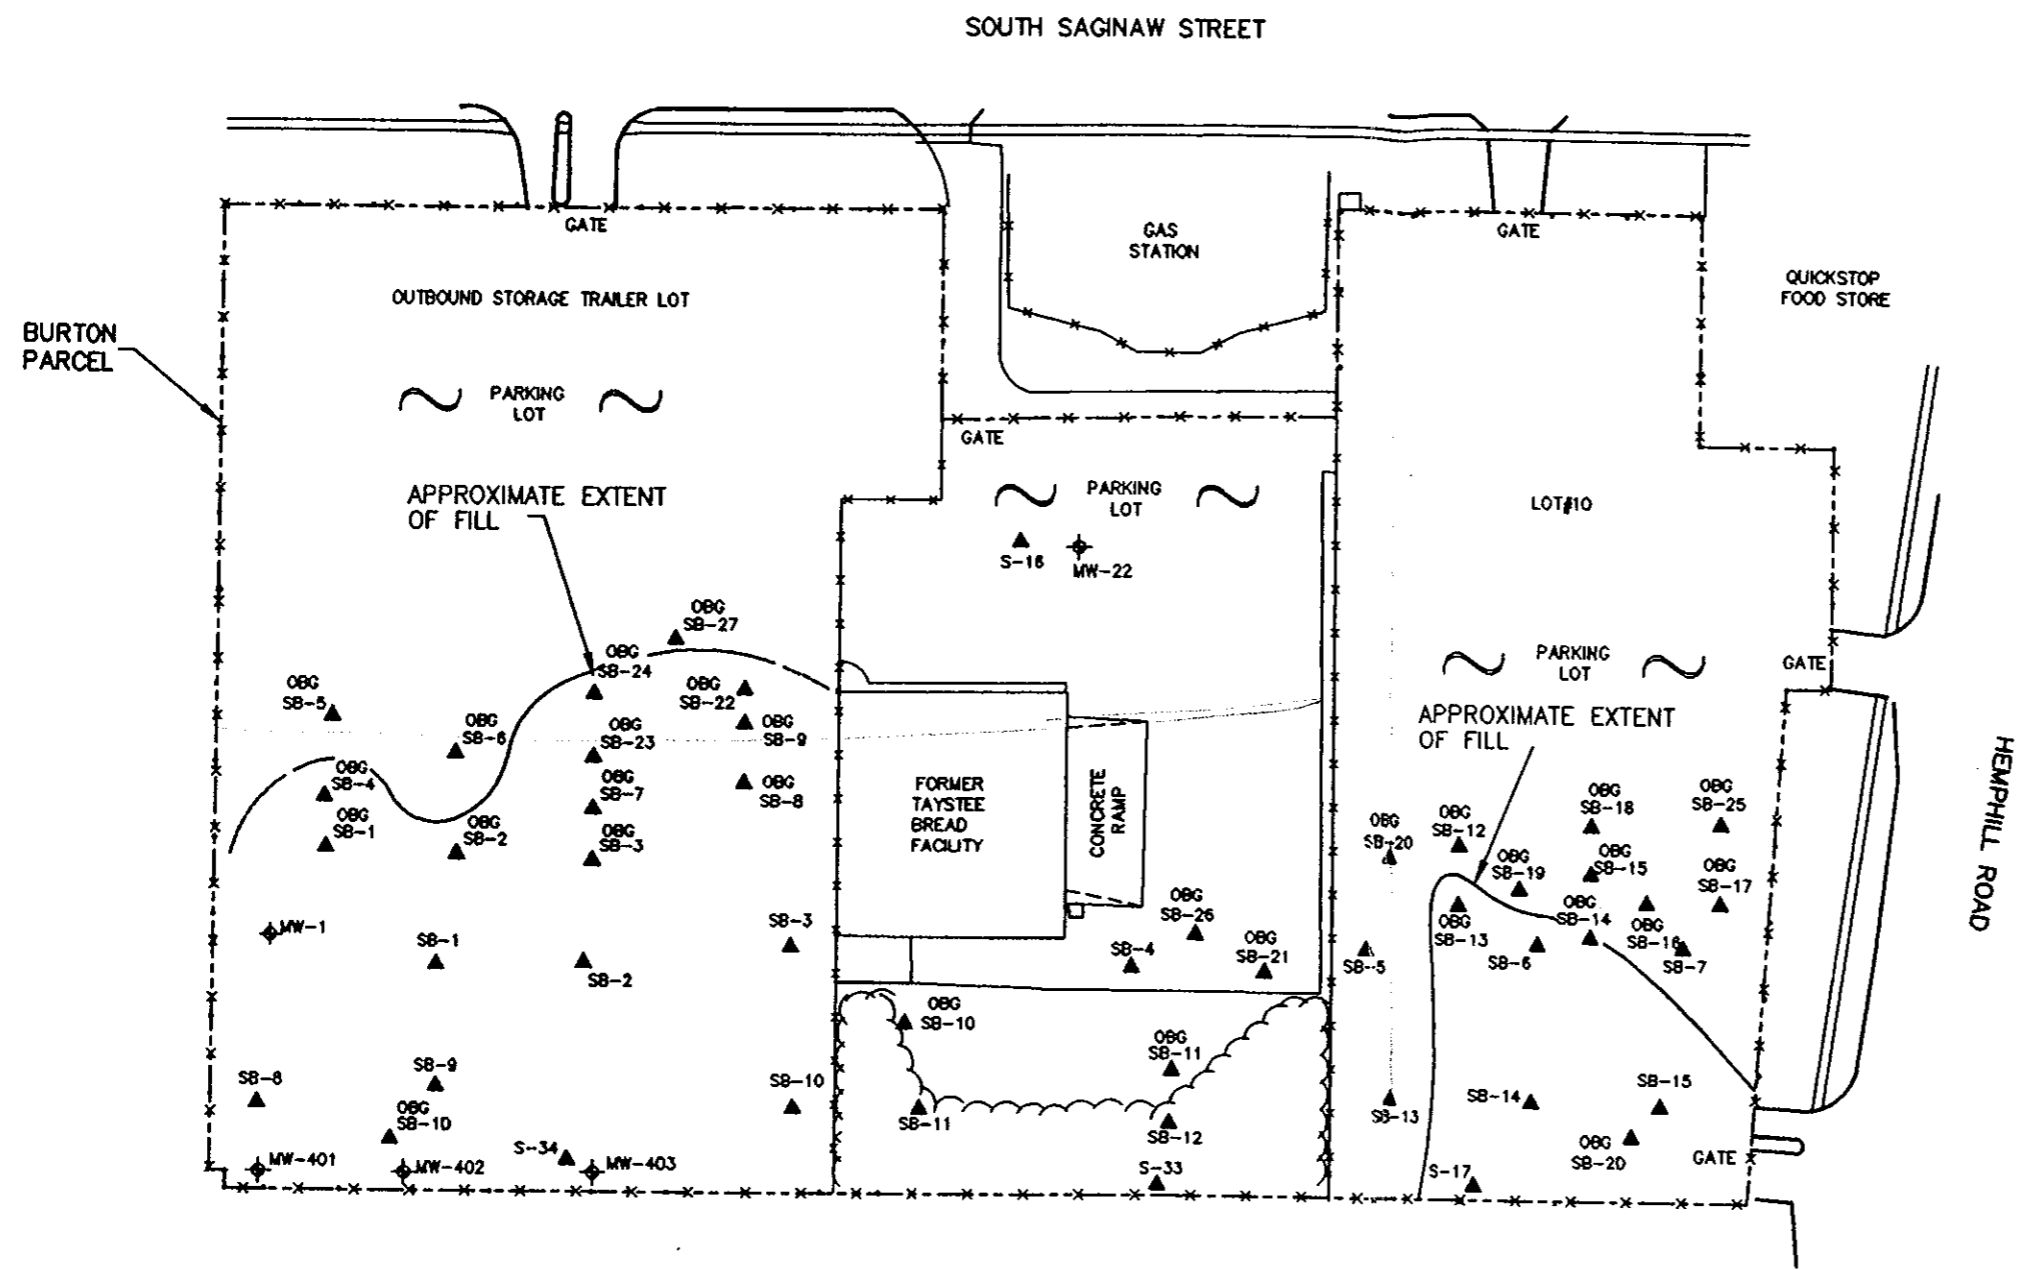 SOUTH SAGINAW STREET
GATE
GAS
STATION
GATE
OUTBOUND STORAGE TRAILER LOT
QUICKSTOP
FOOD STORE
BURTON
PARCEL
PARKING
LOT
GATE
APPROXIMATE EXTENT
OF FILL
PARKING
LOT
LOT#10
S-16
MW-22
OBG
SB-27
OBG
SB-24
PARKING
LOT
GATE
OBG
SB-5
OBG
SB-22
APPROXIMATE EXTENT
OF FILL
OBG
SB-6
OBG
SB-23
OBG
SB-9
HEMPHILL ROAD
OBG
SB-4
OBG
SB-7
OBG
SB-8
FORMER
TAYSTEE
BREAD
FACILITY
CONCRETE
RAMP
OBG
SB-18
OBG
SB-25
OBG
SB-1
OBG
SB-2
OBG
SB-3
OBG
SB-20
OBG
SB-12
OBG
SB-19
OBG
SB-15
OBG
SB-17
MW-1
SB-1
SB-2
SB-3
OBG
SB-26
SB-4
OBG
SB-21
SB-5
OBG
SB-13
SB-6
OBG
SB-14
OBG
SB-16
SB-7
OBG
SB-10
OBG
SB-11
SB-8
SB-9
SB-10
SB-11
SB-12
SB-13
SB-14
SB-15
OBG
SB-10
S-34
MW-401
MW-402
MW-403
S-33
S-17
OBG
SB-20
GATE